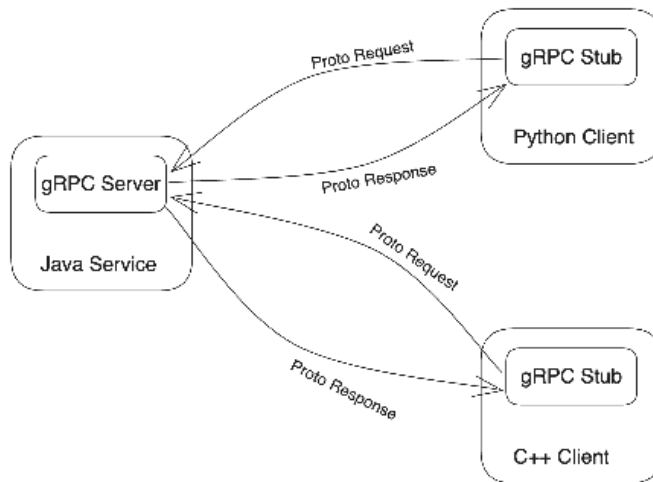 Proto Request
gRPC Stub
Python Client
gRPC Server
Proto Response
Java Service
Proto Request
Proto Response
gRPC Stub
C++ Client